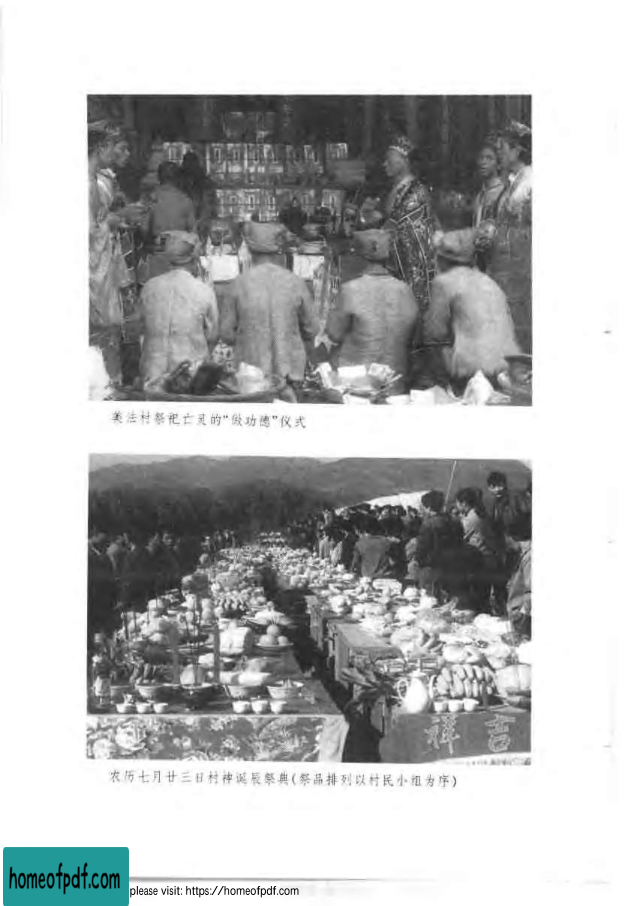 美法村祭祀亡灵的"做功德"仪式
祥吉
农历七月廿三日村神诞辰祭典(祭品排列以村民小组为序)
homeofpdf.com
please visit: https://homeofpdf.com